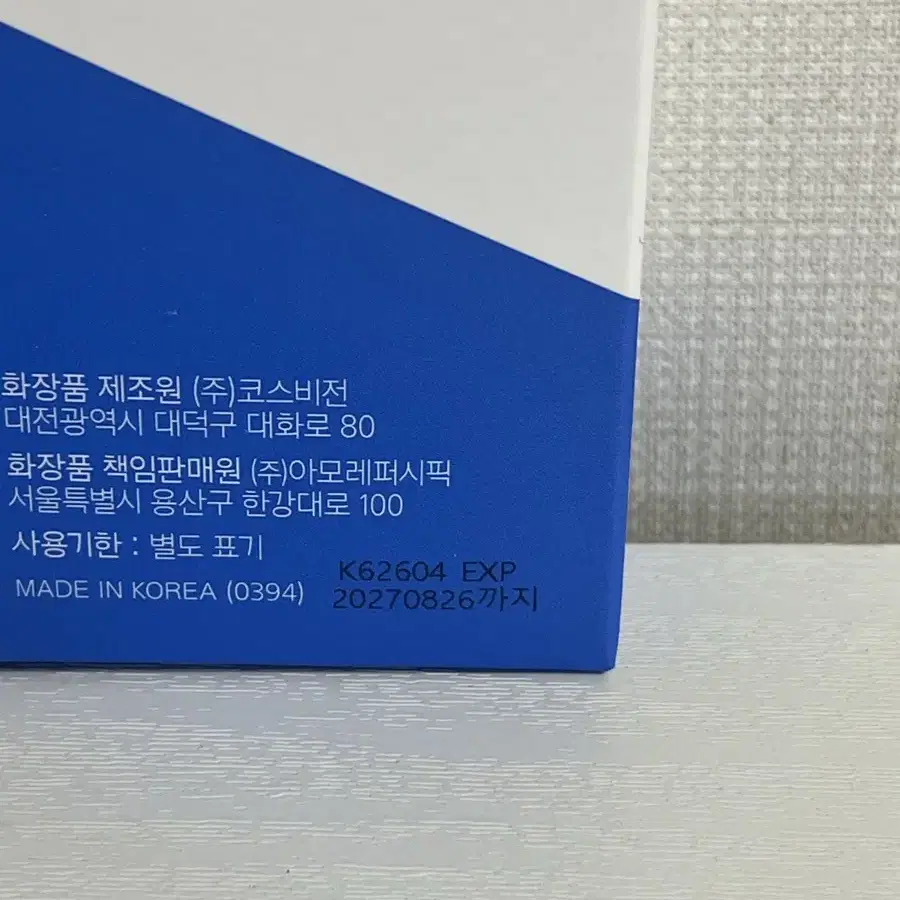 화장품 제조원 (주)코스비전
대전광역시 대덕구 대화로 80
화장품 책임판매원 (주)아모레퍼시픽
서울특별시 용산구 한강대로 100
사용기한 : 별도 표기
MADE IN KOREA (0394)
K62604 EXP
20270826까지